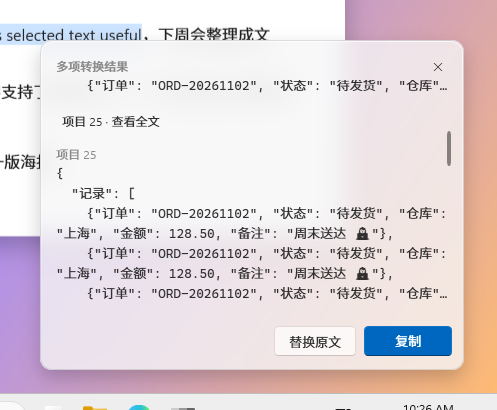 s selected text useful，下周会整理成文
多项转换结果
{"订单": "ORD-20261102", "状态": "待发货", "仓库"…
支持了
项目 25 · 查看全文
项目 25
{
"记录": [
{"订单": "ORD-20261102", "状态": "待发货", "仓库":
"上海", "金额": 128.50, "备注": "周末送达 "},
{"订单": "ORD-20261102", "状态": "待发货", "仓库":
"上海", "金额": 128.50, "备注": "周末送达 "},
{"订单": "ORD-20261102", "状态": "待发货", "仓库"…
替换原文
复制
10:26 AM